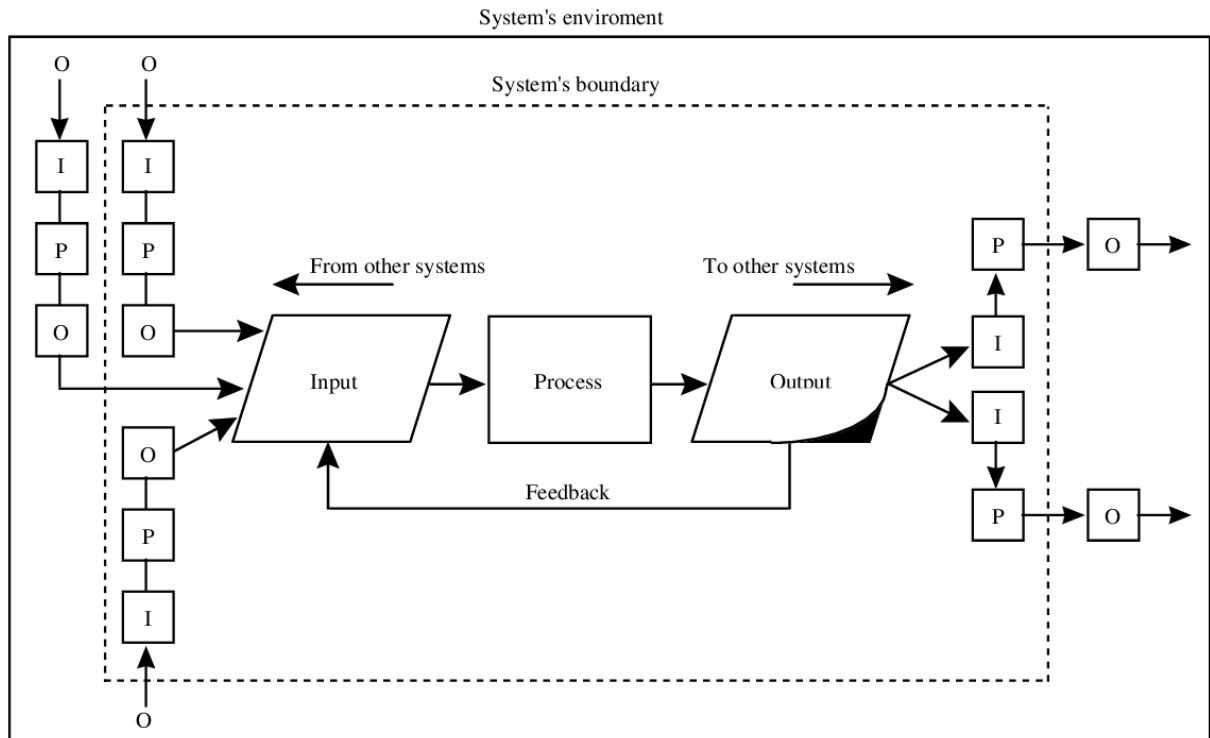 System's enviroment
O
O
System's boundary
I
I
P
P
P
O
From other systems
To other systems
O
O
I
Input
Process
Output
I
O
Feedback
P
O
P
I
O